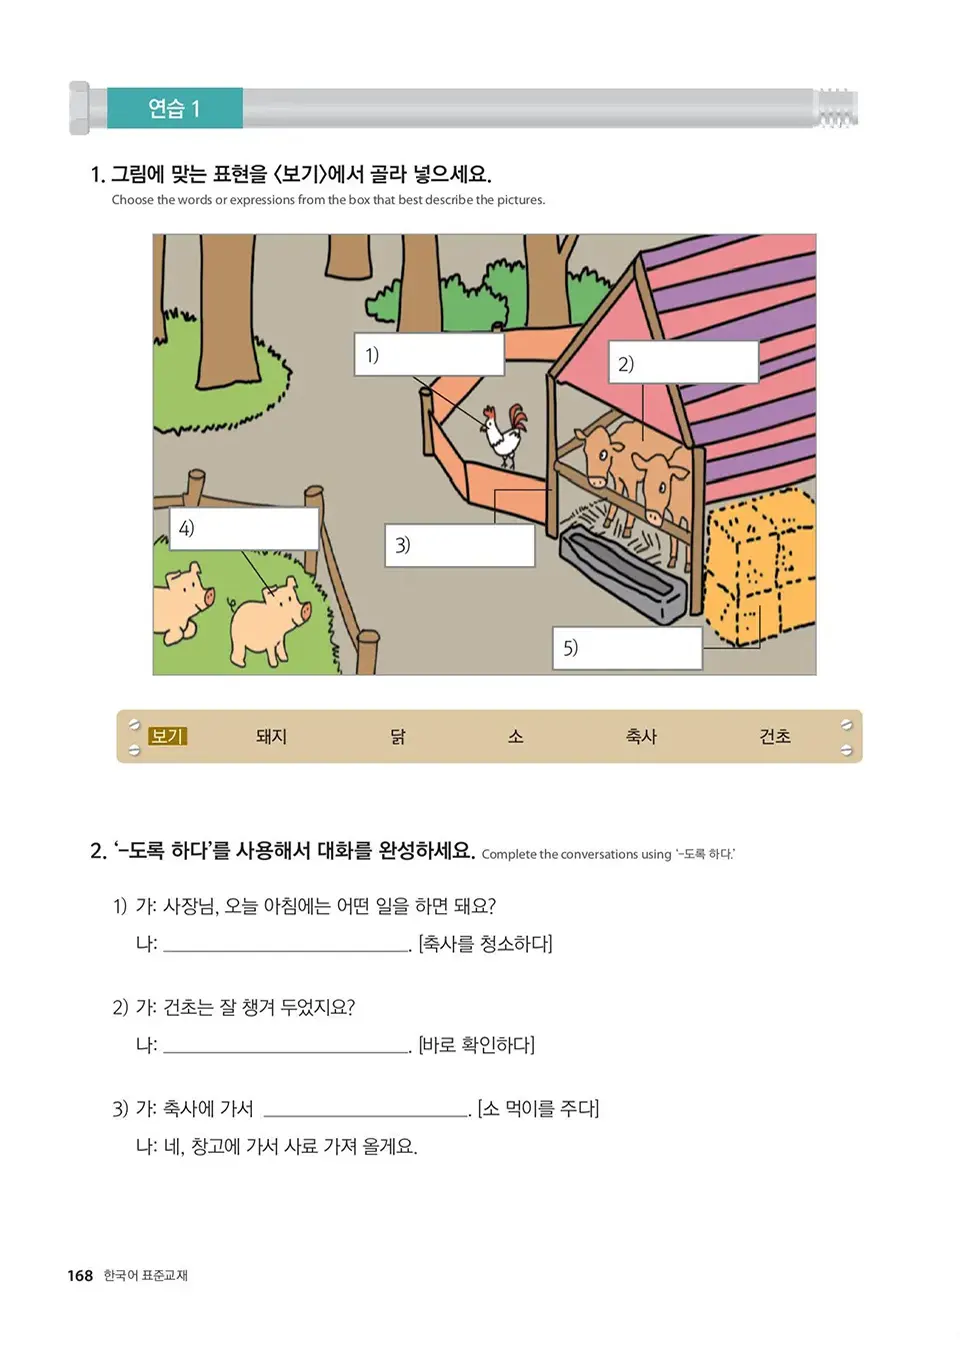 연습 1
1. 그림에 맞는 표현을 〈보기〉에서 골라 넣으세요.
Choose the words or expressions from the box that best describe the pictures.
1)
2)
4)
3)
5)
보기 돼지 닭 소 축사 건초
2. ‘-도록 하다’를 사용해서 대화를 완성하세요. Complete the conversations using ‘-도록 하다.’
1) 가: 사장님, 오늘 아침에는 어떤 일을 하면 돼요?
나: ______________________. [축사를 청소하다]
2) 가: 건초는 잘 챙겨 두었지요?
나: ______________________. [바로 확인하다]
3) 가: 축사에 가서 __________________. [소 먹이를 주다]
나: 네, 창고에 가서 사료 가져 올게요.
168 한국어 표준교재